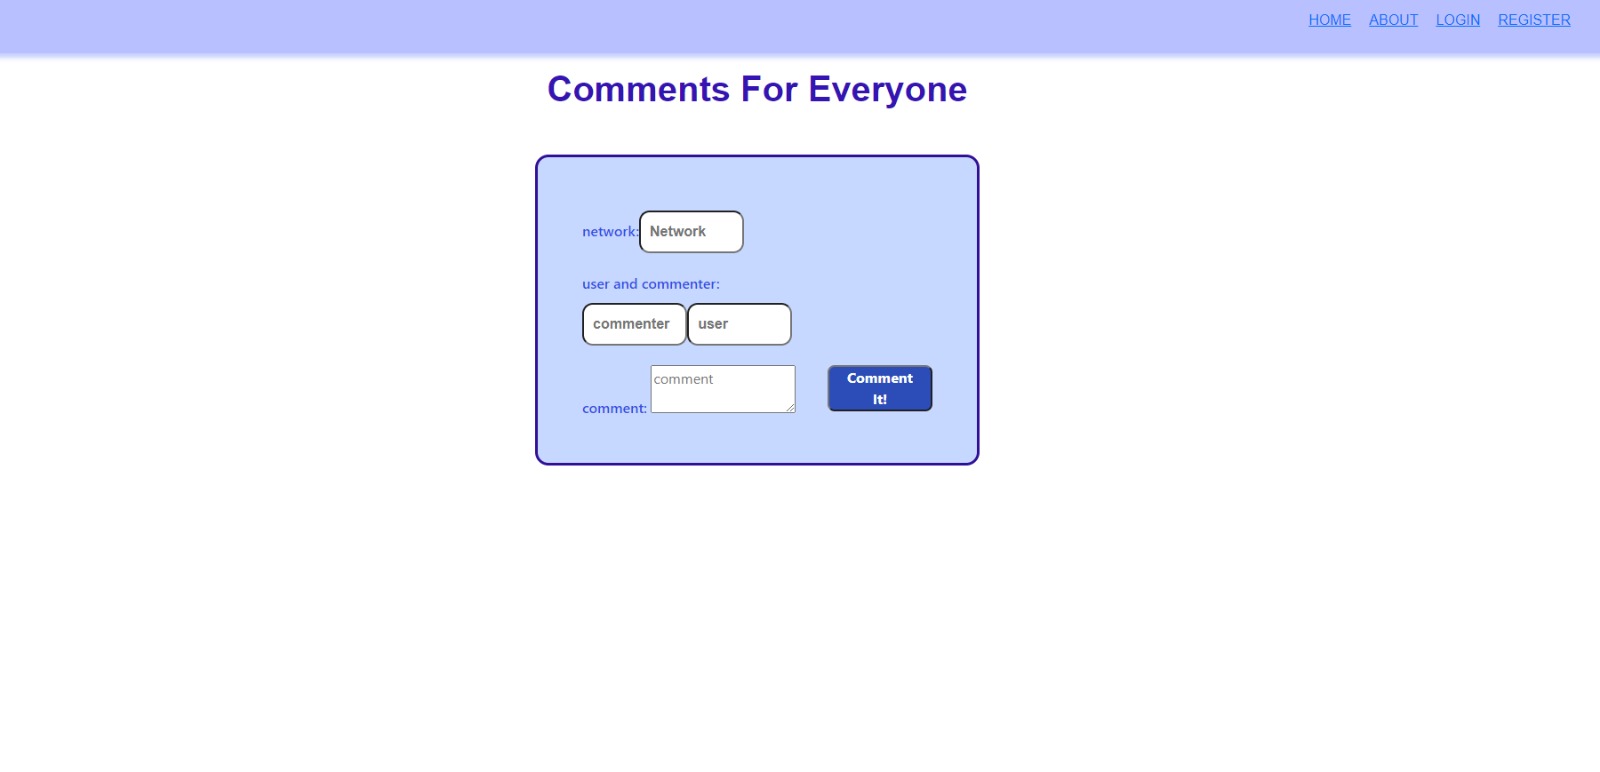 HOME ABOUT LOGIN REGISTER
Comments For Everyone
network: Network
user and commenter:
commenter user
comment: comment
Comment
It!